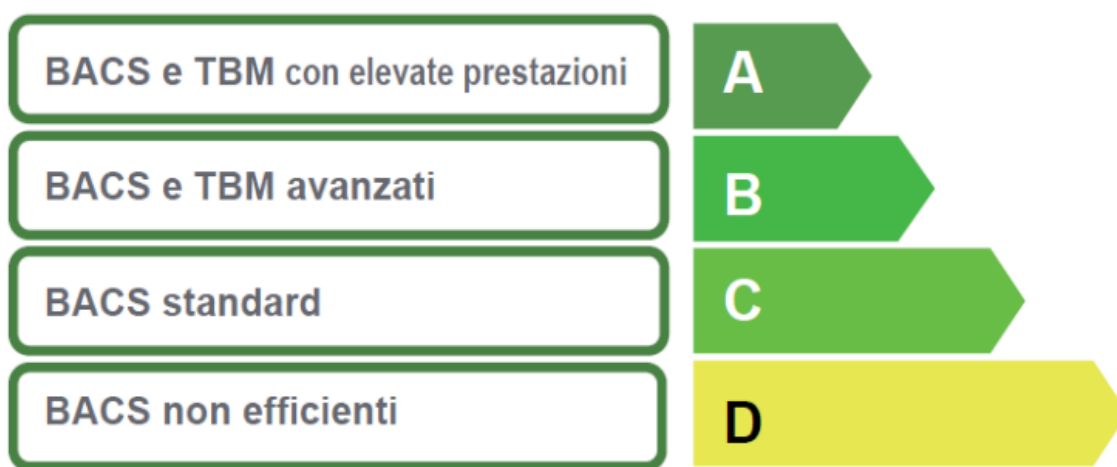 BACS e TBM con elevate prestazioni A
BACS e TBM avanzati B
BACS standard C
BACS non efficienti D